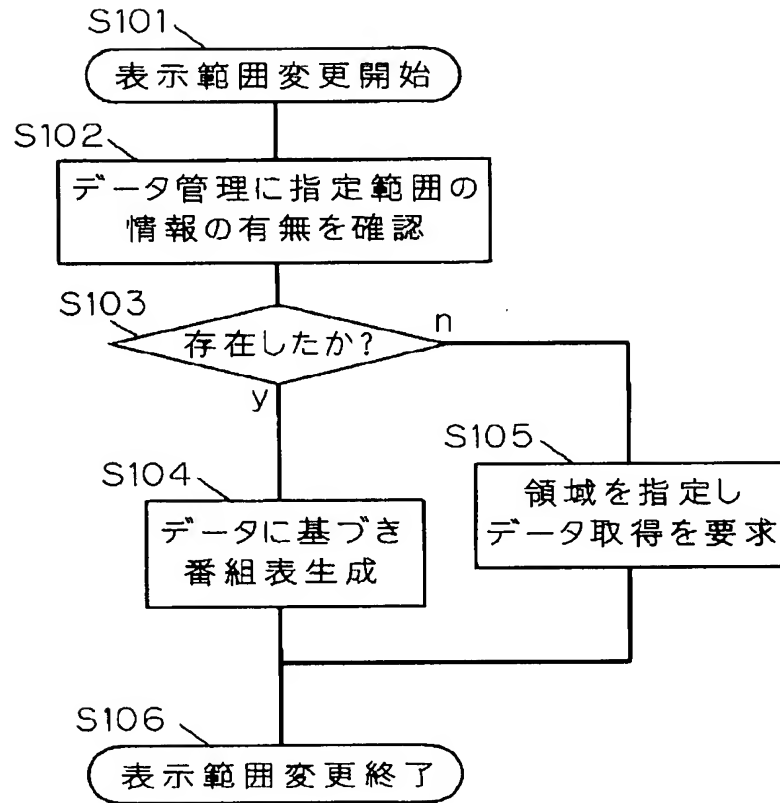 S101
表示範囲変更開始
S102
データ管理に指定範囲の
情報の有無を確認
S103
存在したか?
n
y
S104
データに基づき
番組表生成
S105
領域を指定し
データ取得を要求
S106
表示範囲変更終了